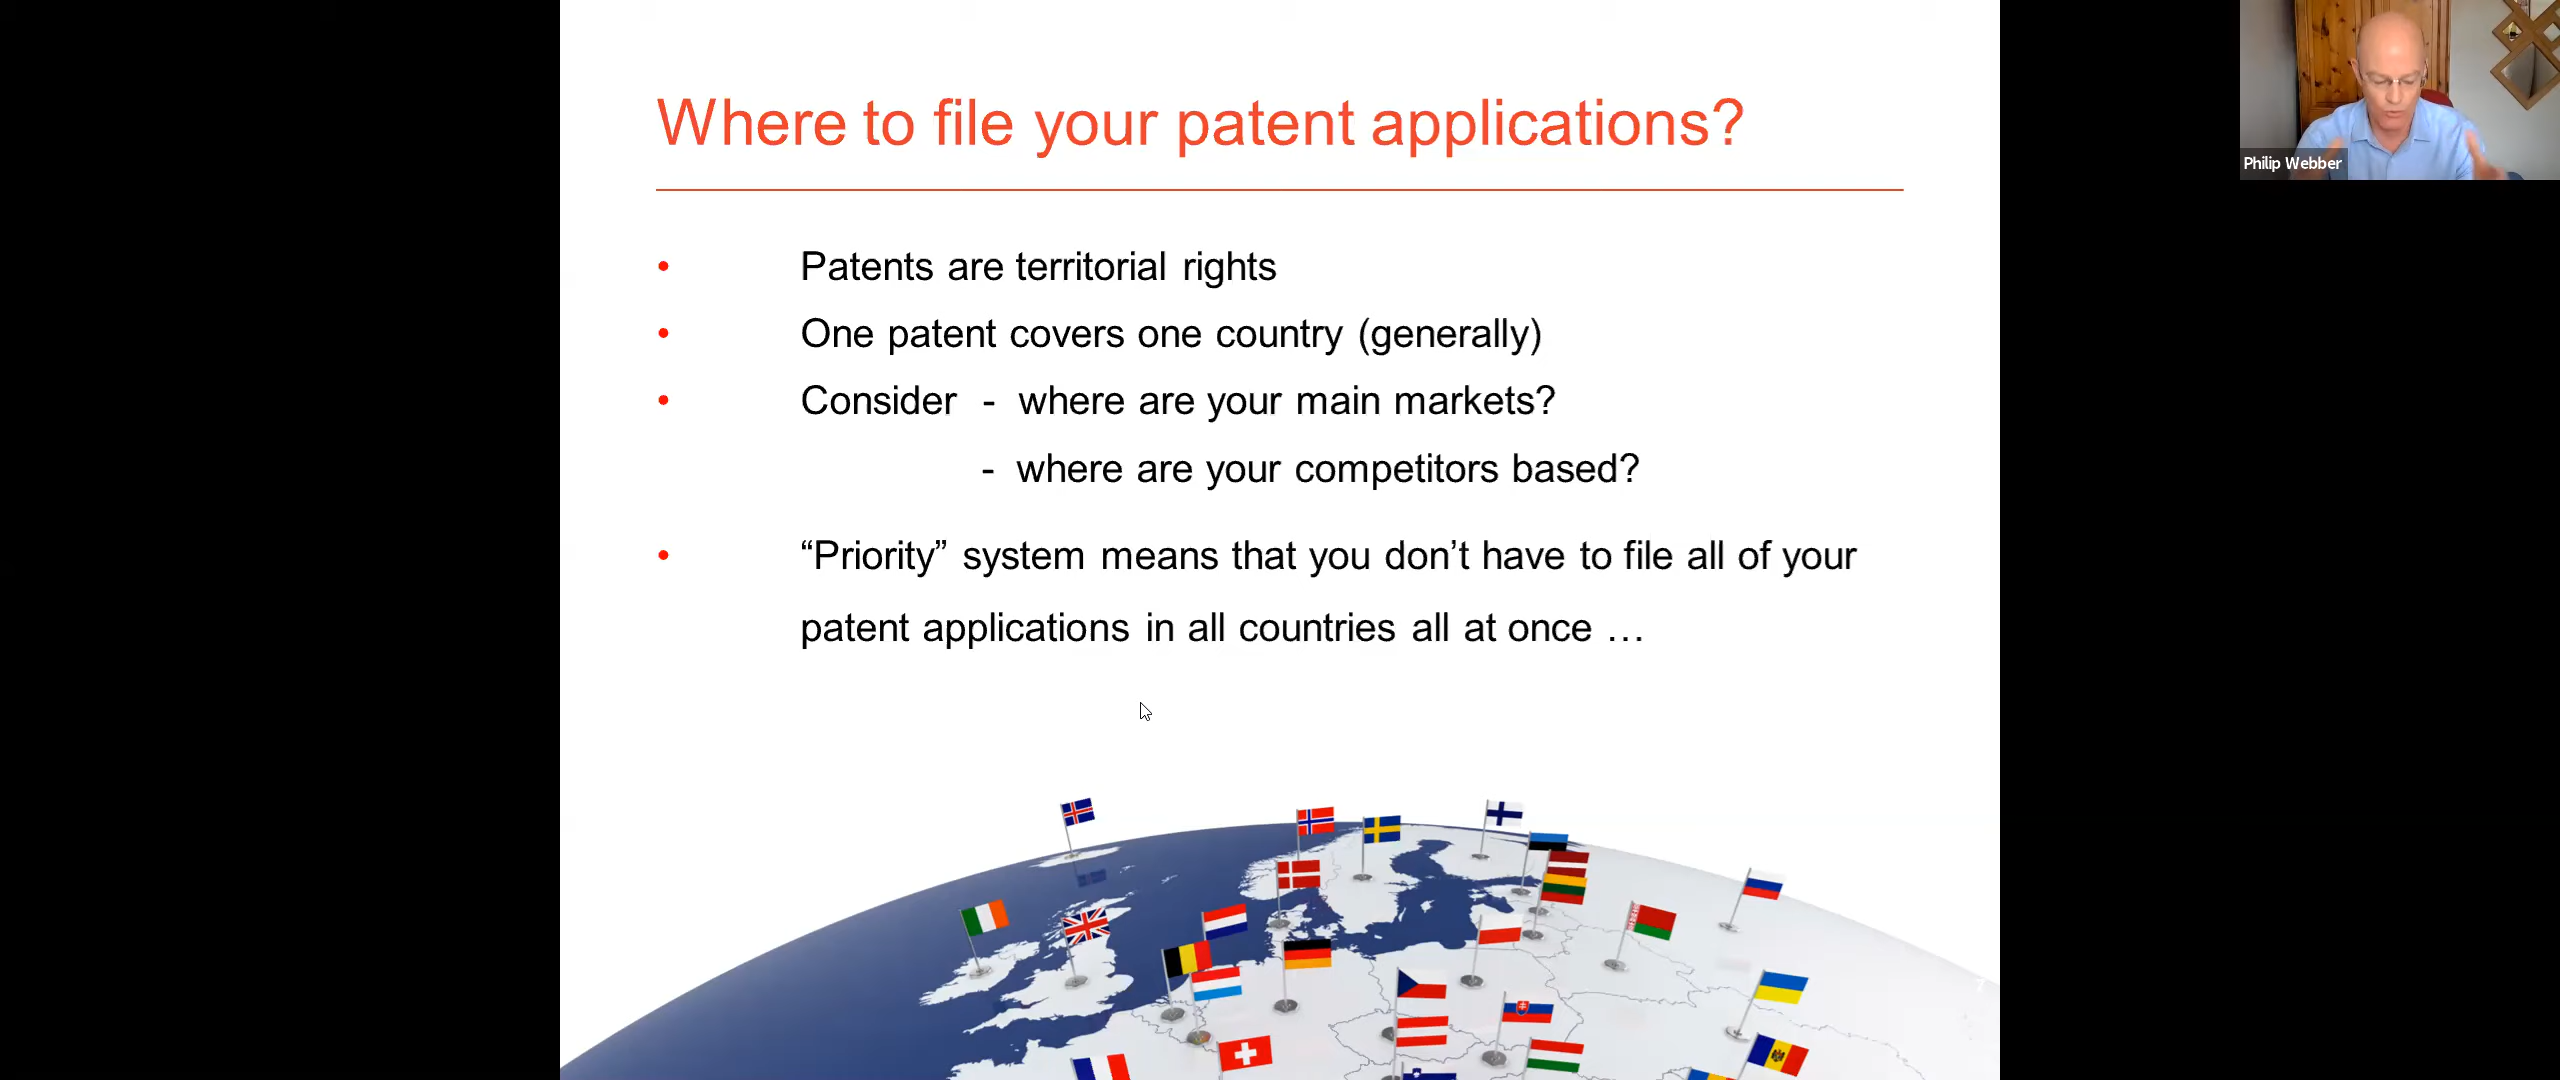 Where to file your patent applications?
Philip Webber
• Patents are territorial rights
• One patent covers one country (generally)
• Consider - where are your main markets?
- where are your competitors based?
• “Priority” system means that you don’t have to file all of your
patent applications in all countries all at once …
7